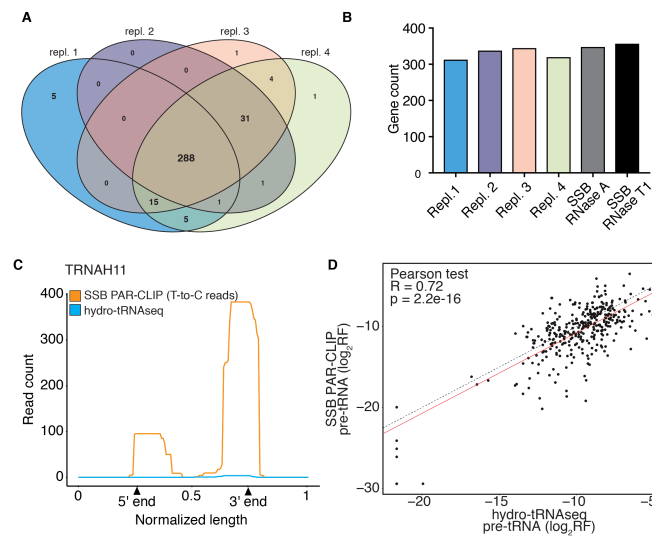 A
repl. 1
repl. 2
repl. 3
repl. 4
0
1
5
0
0
4
1
0
31
288
0
1
15
1
5
B
Gene count
400
300
200
100
0
Repl.1
Repl. 2
Repl. 3
Repl. 4
SSB
RNase A
SSB
RNase T1
C
TRNAH11
SSB PAR-CLIP (T-to-C reads)
hydro-tRNAseq
Read count
400
300
200
100
0
0
0.5
1
5' end
3' end
Normalized length
D
Pearson test
R = 0.72
p = 2.2e-16
SSB PAR-CLIP
pre-tRNA (log2RF)
−10
−20
−30
−20
−15
−10
−5
hydro-tRNAseq
pre-tRNA (log2RF)